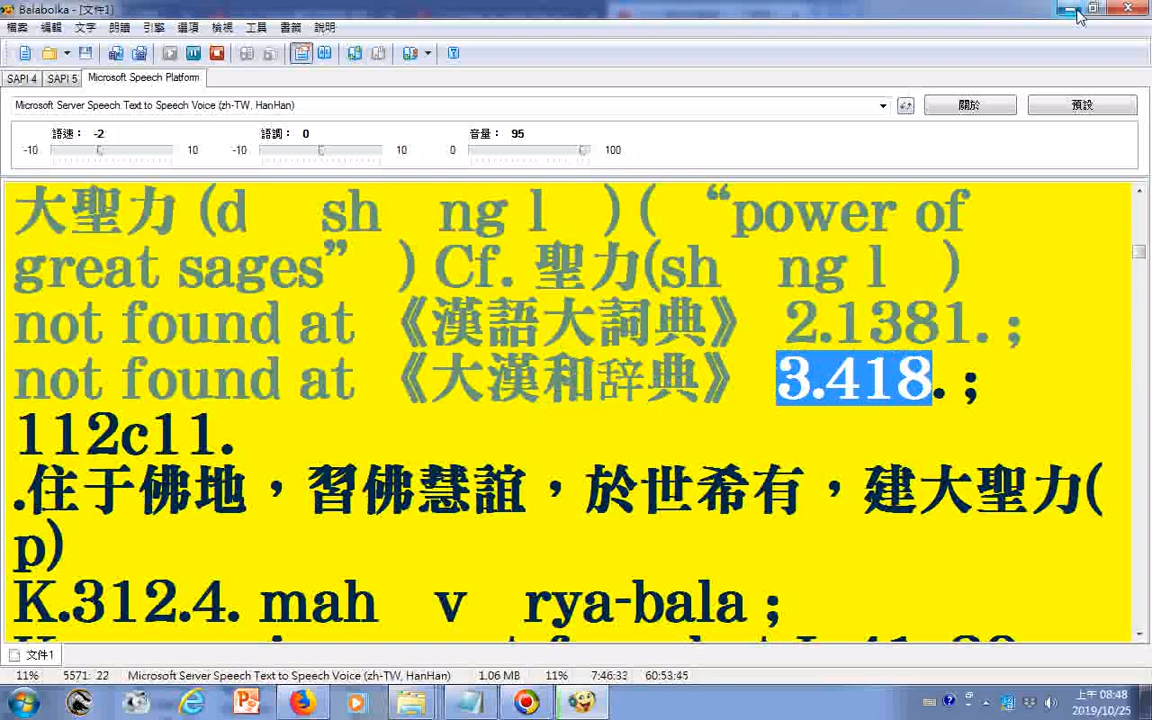 Balabolka - [文件1]
檔案 編輯 文字 朗讀 引擎 選項 檢視 工具 書籤 說明
SAPI 4 SAPI 5 Microsoft Speech Platform
Microsoft Server Speech Text to Speech Voice (zh-TW, HanHan) 關於 預設
語速： -2 語調： 0 音量： 95
-10 10 -10 10 0 100
大聖力 (d sh ng l )( “power of
great sages” ) Cf. 聖力(sh ng l )
not found at 《漢語大詞典》 2.1381. ;
not found at 《大漢和辞典》 3.418. ;
112c11.
.住于佛地，習佛慧誼，於世希有，建大聖力(
p)
K.312.4. mah v rya-bala ;
文件1
11% 5571: 22 Microsoft Server Speech Text to Speech Voice (zh-TW, HanHan) 1.06 MB 11% 7:46:33 60:53:45
上午 08:48
2019/10/25